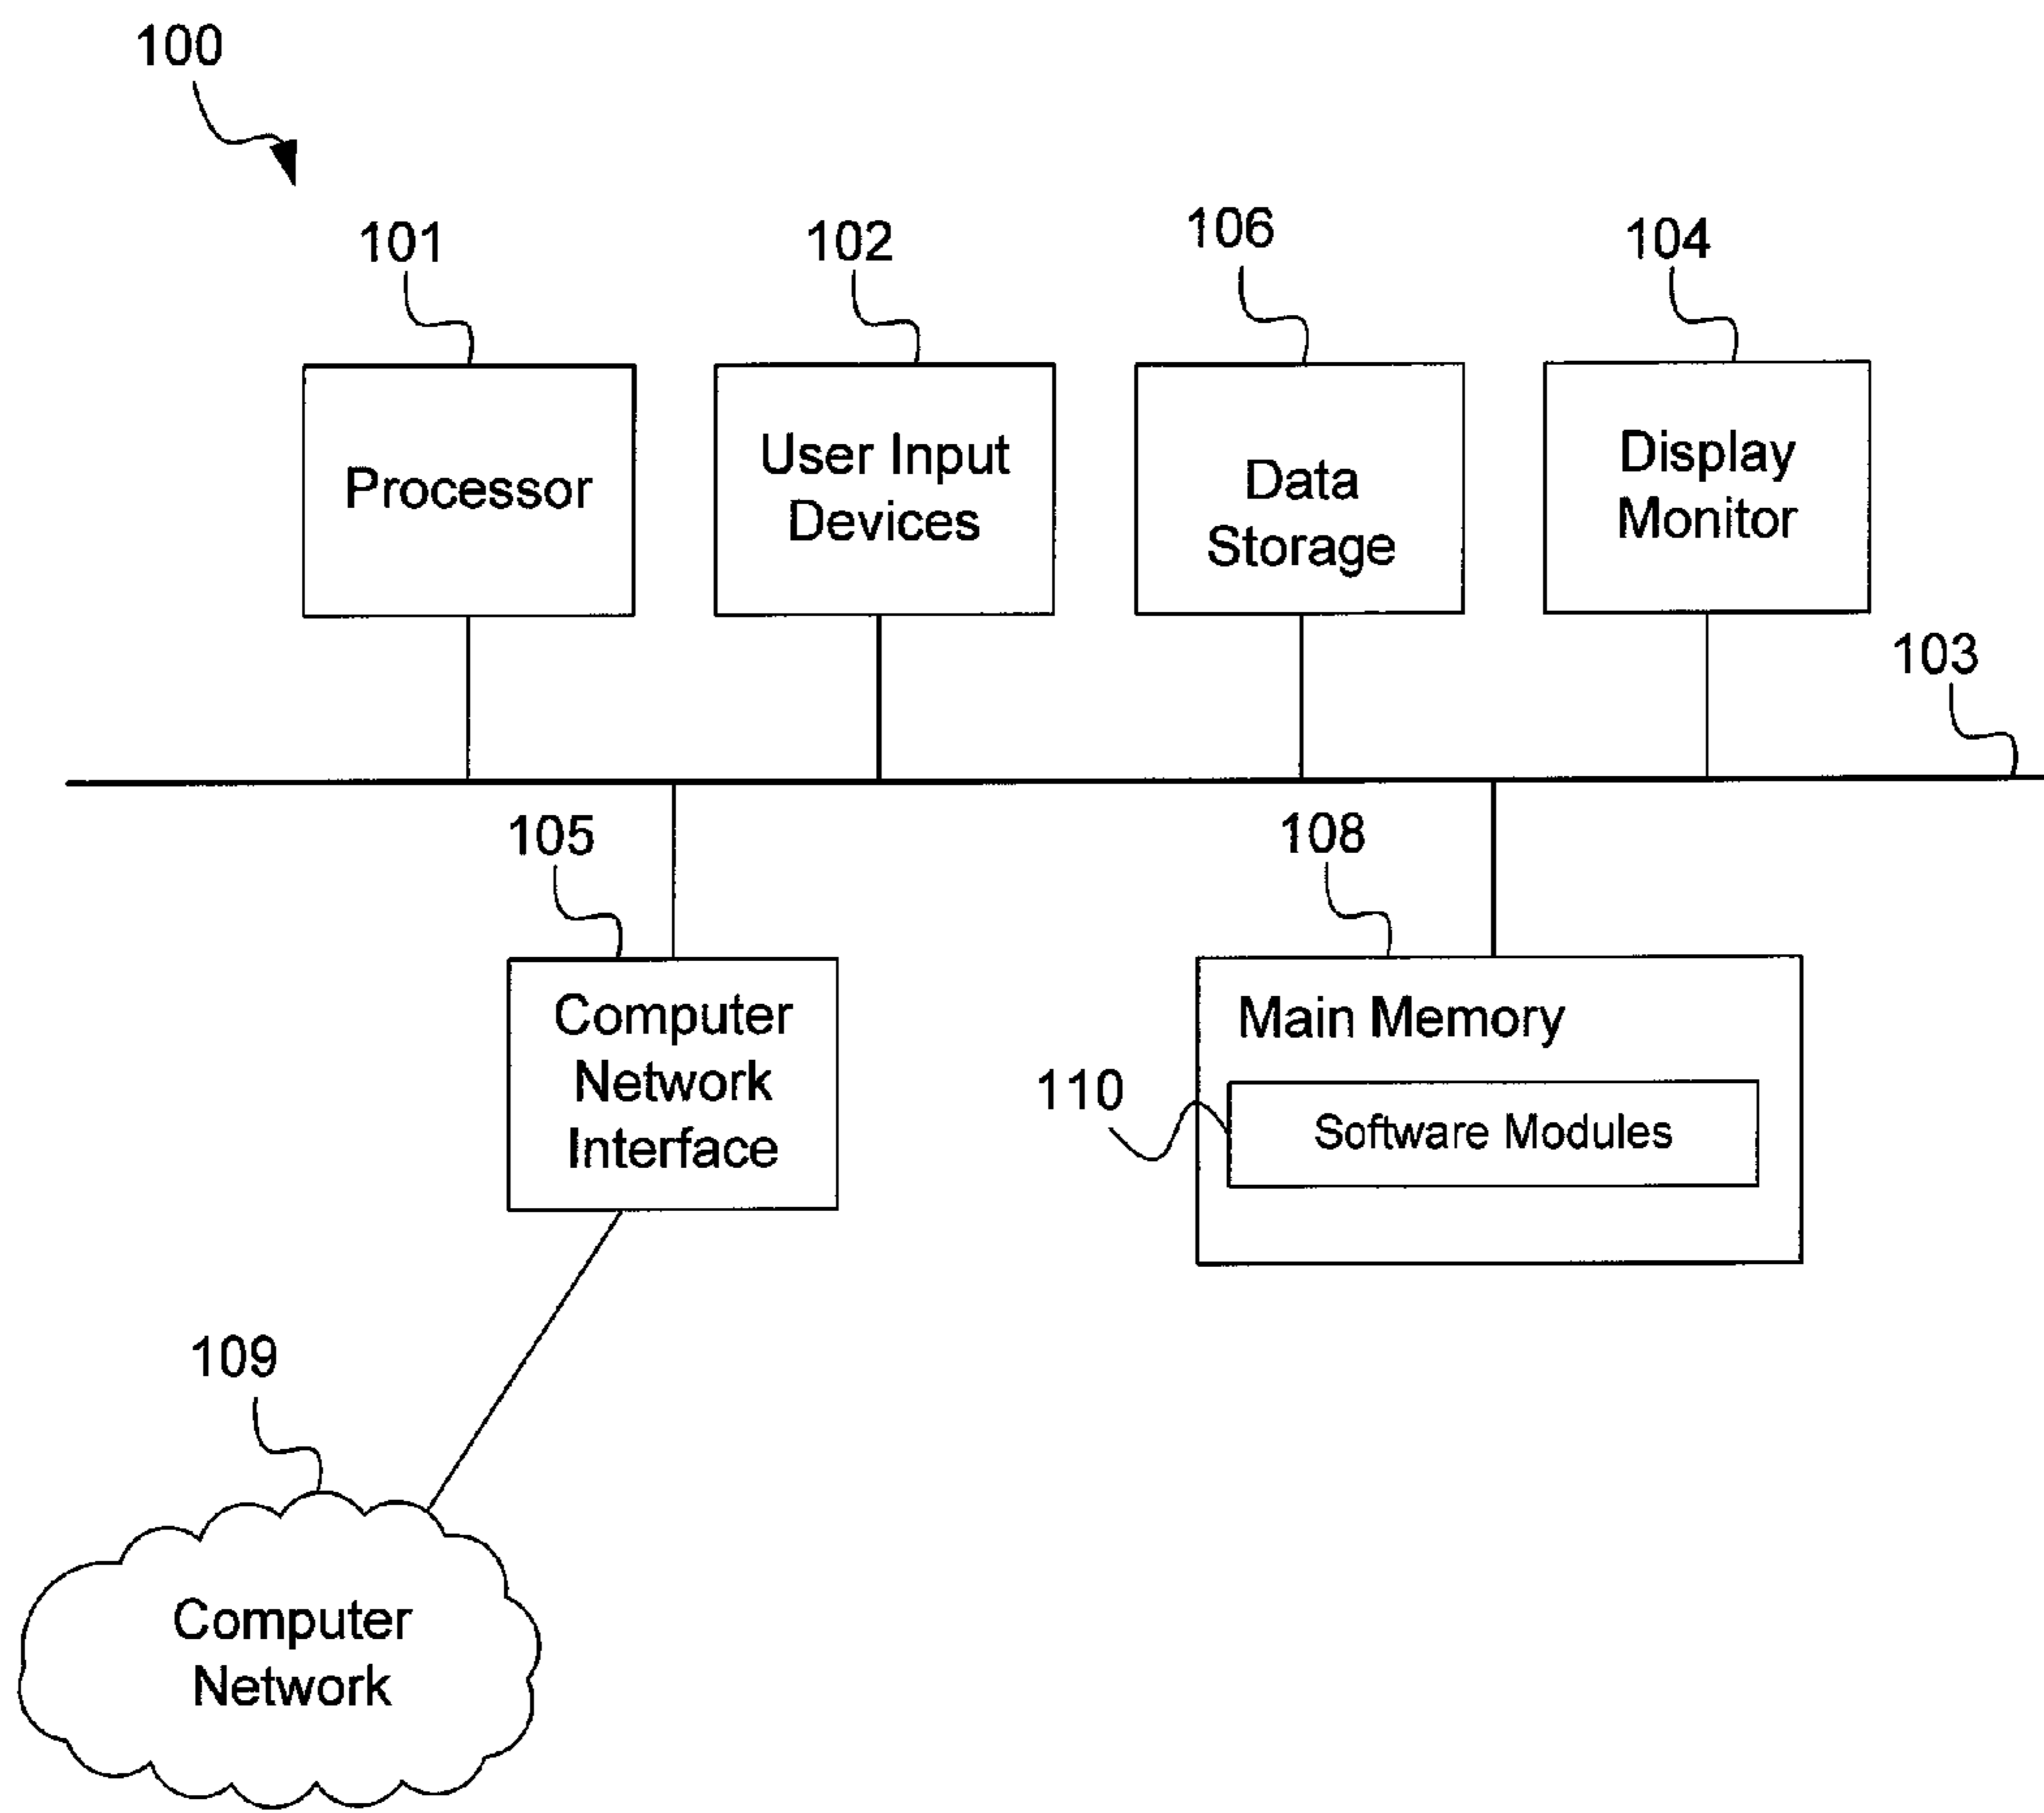 100
101
102
106
104
Processor
User Input
Devices
Data
Storage
Display
Monitor
103
105
108
Computer
Network
Interface
Main Memory
110
Software Modules
109
Computer
Network